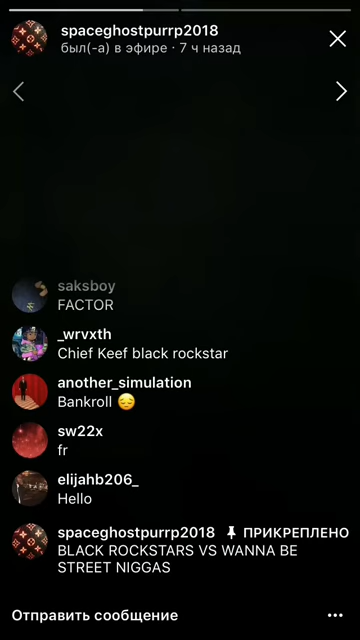 spaceghostpurrp2018
был(-а) в эфире · 7 ч назад
saksboy
FACTOR
_wrvxth
Chief Keef black rockstar
another_simulation
Bankroll 😔
sw22x
fr
elijahb206_
Hello
spaceghostpurrp2018 📌 ПРИКРЕПЛЕНО
BLACK ROCKSTARS VS WANNA BE
STREET NIGGAS
Отправить сообщение